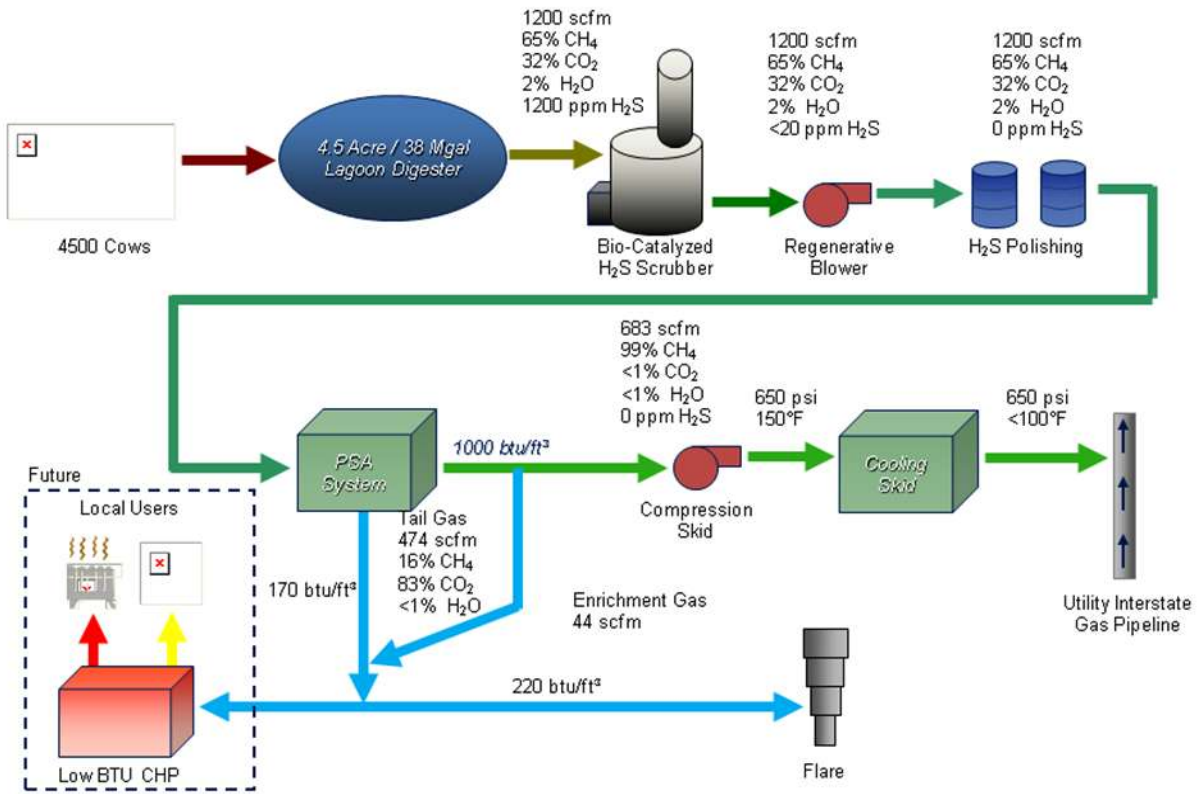 1200 scfm
65% CH₄
32% CO₂
2% H₂O
1200 ppm H₂S
1200 scfm
65% CH₄
32% CO₂
2% H₂O
<20 ppm H₂S
1200 scfm
65% CH₄
32% CO₂
2% H₂O
0 ppm H₂S
4500 Cows
4.5 Acre / 38 Mgal
Lagoon Digester
Bio-Catalyzed
H₂S Scrubber
Regenerative
Blower
H₂S Polishing
683 scfm
99% CH₄
<1% CO₂
<1% H₂O
0 ppm H₂S
650 psi
150°F
650 psi
<100°F
PSA
System
1000 btu/ft³
Compression
Skid
Cooling
Skid
Utility Interstate
Gas Pipeline
Future
Local Users
170 btu/ft³
Tail Gas
474 scfm
16% CH₄
83% CO₂
<1% H₂O
Enrichment Gas
44 scfm
220 btu/ft³
Low BTU CHP
Flare